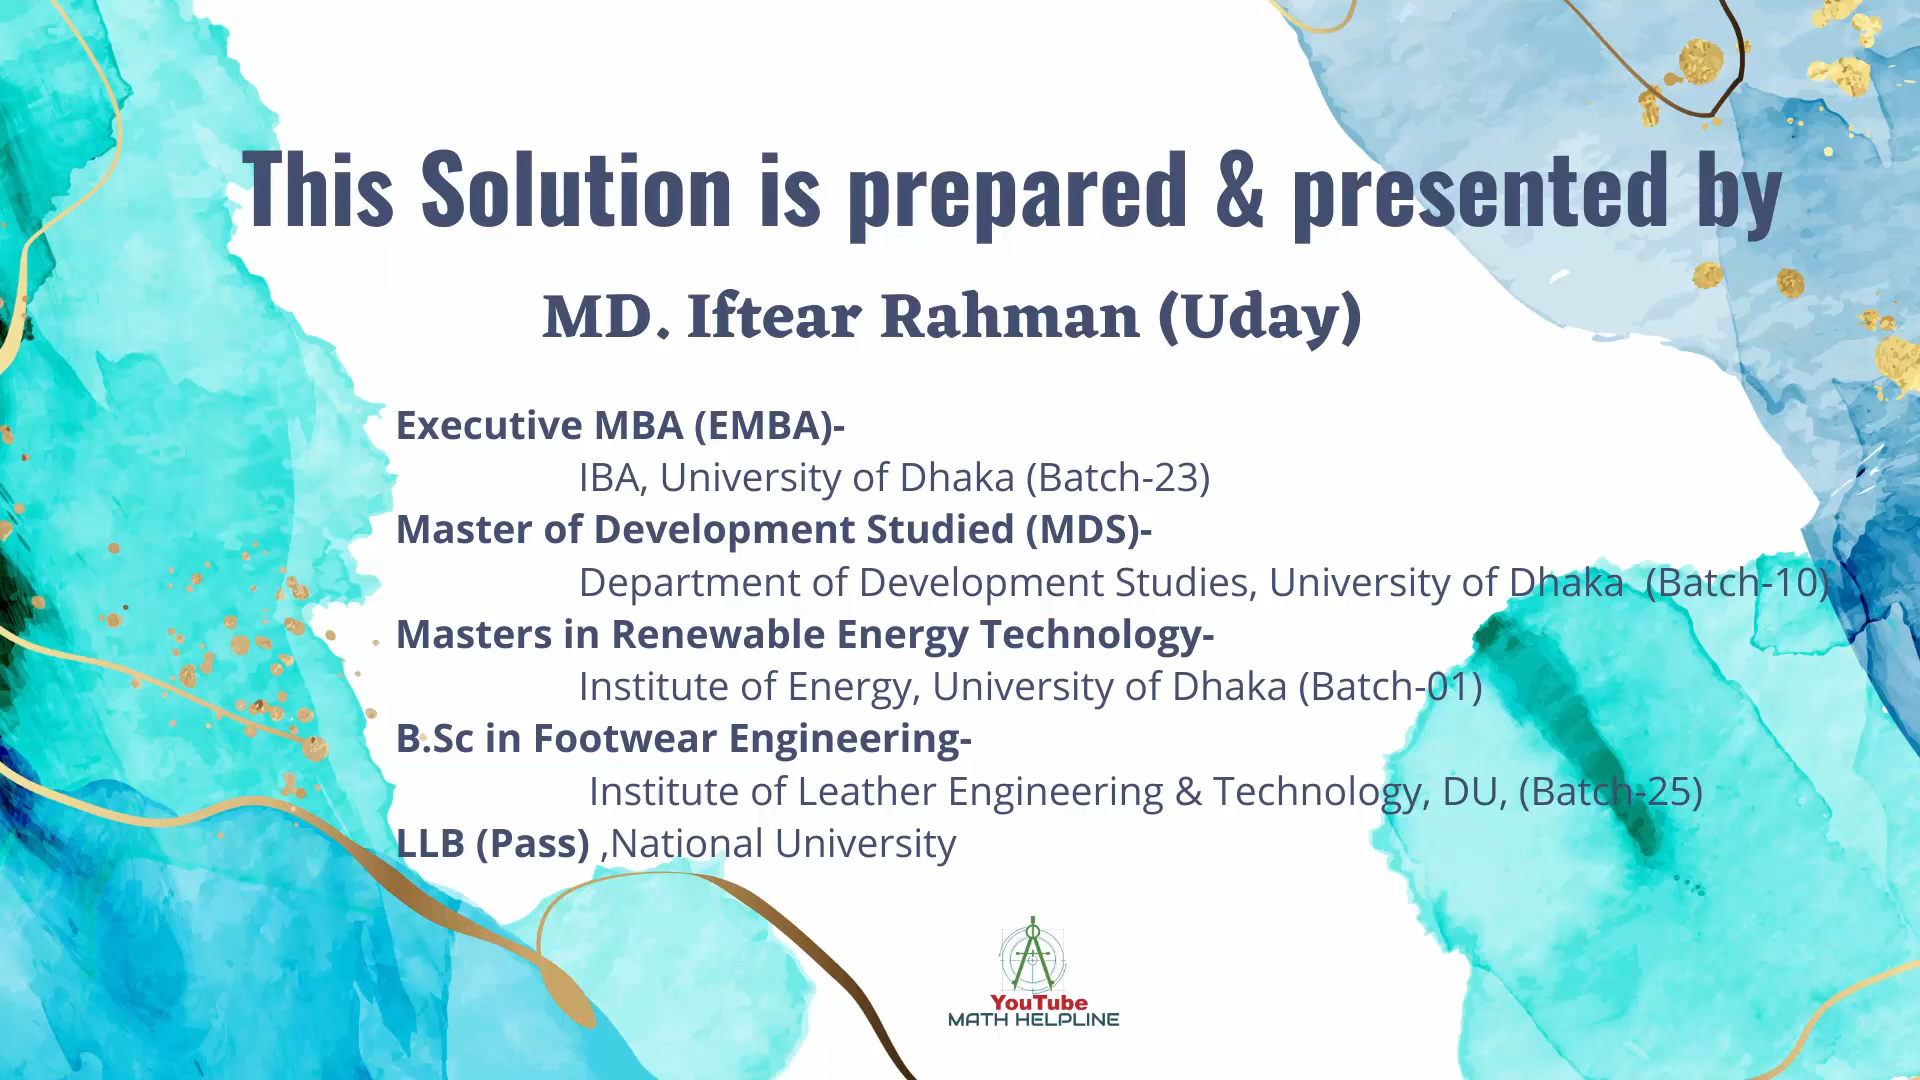 This Solution is prepared & presented by
MD. Iftear Rahman (Uday)
Executive MBA (EMBA)-
IBA, University of Dhaka (Batch-23)
Master of Development Studied (MDS)-
Department of Development Studies, University of Dhaka (Batch-10)
Masters in Renewable Energy Technology-
Institute of Energy, University of Dhaka (Batch-01)
B.Sc in Footwear Engineering-
Institute of Leather Engineering & Technology, DU, (Batch-25)
LLB (Pass) ,National University
YouTube
MATH HELPLINE